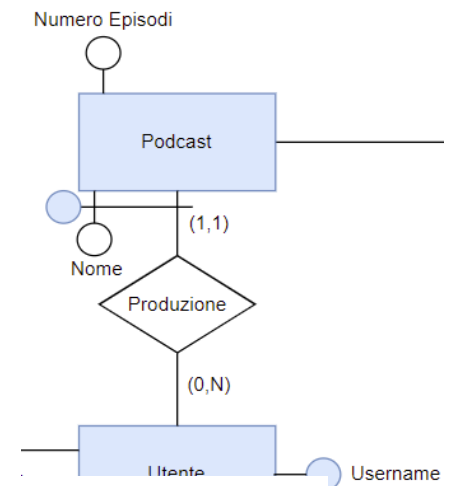 Numero Episodi
Podcast
(1,1)
Nome
Produzione
(0,N)
Utente
Username